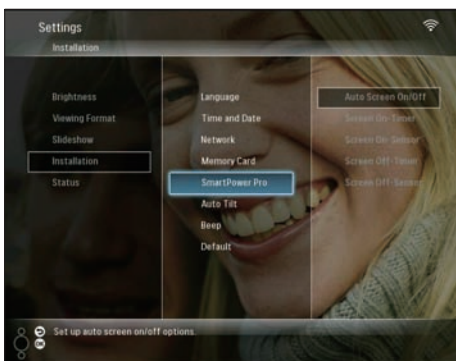 Settings
Installation
Brightness
Viewing Format
Slideshow
Installation
Status
Language
Time and Date
Network
Memory Card
SmartPower Pro
Auto Tilt
Beep
Default
Auto Screen On/Off
Screen On-Timer
Screen On-Sensor
Screen Off-Timer
Screen Off-Sensor
Set up auto screen on/off options.
OK